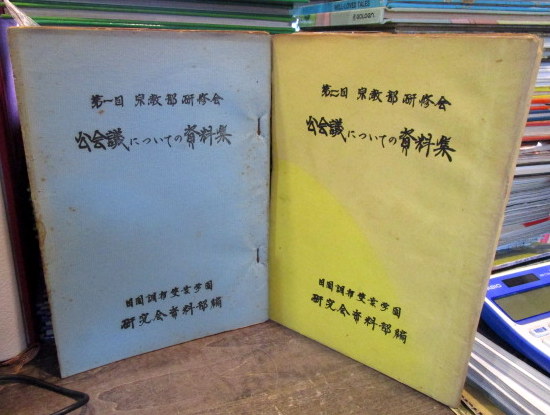 第一回 宗教部研修会
公会議についての資料集
田園調布雙葉学園
研究会資料部編
第二回 宗教部研修会
公会議についての資料集
田園調布雙葉学園
研究会資料部編
WELL-LOVED TALES